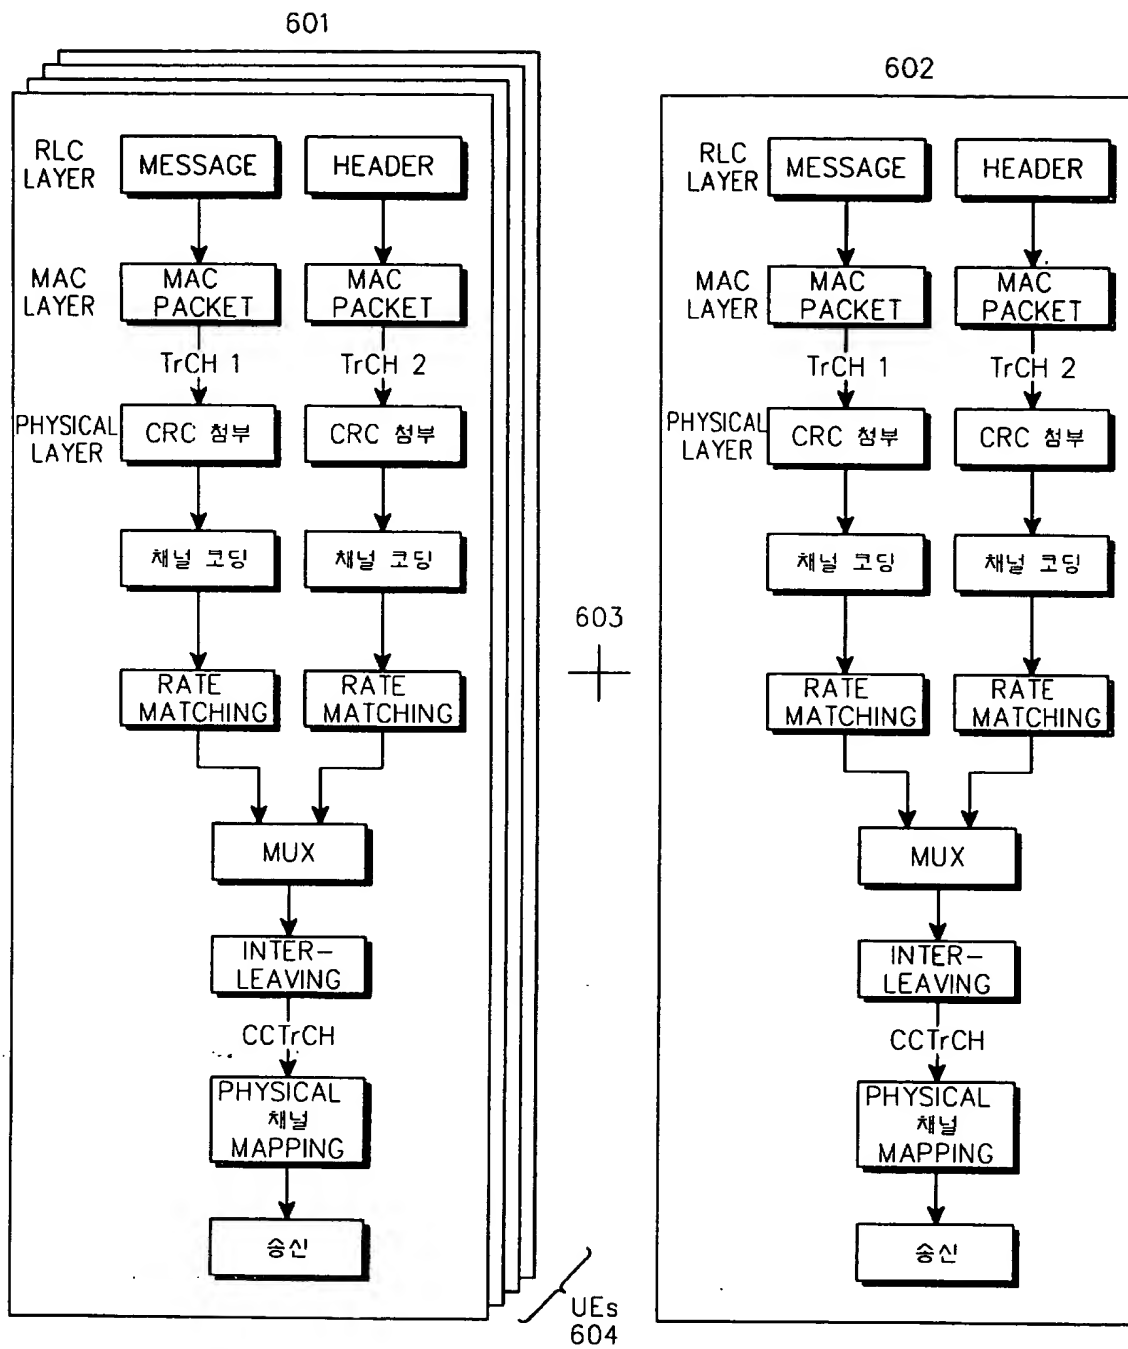 601
RLC LAYER
MESSAGE
HEADER
MAC LAYER
MAC PACKET
MAC PACKET
TrCH 1
TrCH 2
PHYSICAL LAYER
CRC 첨부
CRC 첨부
채널 코딩
채널 코딩
RATE MATCHING
RATE MATCHING
MUX
INTER-
LEAVING
CCTrCH
PHYSICAL
채널
MAPPING
송신
603
UEs
604
602
RLC LAYER
MESSAGE
HEADER
MAC LAYER
MAC PACKET
MAC PACKET
TrCH 1
TrCH 2
PHYSICAL LAYER
CRC 첨부
CRC 첨부
채널 코딩
채널 코딩
RATE MATCHING
RATE MATCHING
MUX
INTER-
LEAVING
CCTrCH
PHYSICAL
채널
MAPPING
송신